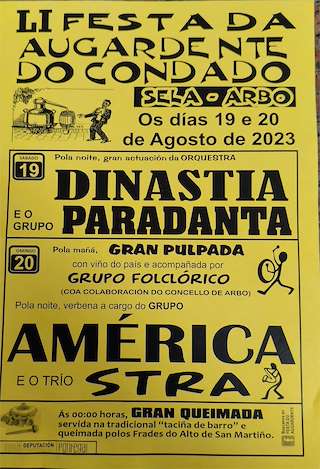 LI FESTA DA
AUGARDENTE
DO CONDADO
SELA - ARBO
Os días 19 e 20
de Agosto de 2023
SÁBADO
19
Pola noite, gran actuación da ORQUESTRA
DINASTIA
E O
GRUPO
PARADANTA
DOMINGO
20
Pola mañá, GRAN PULPADA
con viño do país e acompañada por
GRUPO FOLCLÓRICO
(COA COLABORACIÓN DO CONCELLO DE ARBO)
Pola noite, verbena a cargo do GRUPO
AMÉRICA
E O TRÍO STRA
Ás 00:00 horas, GRAN QUEIMADA
servida na tradicional "taciña de barro" e
queimada polos Frades do Alto de San Martiño.
DEPUTACIÓN